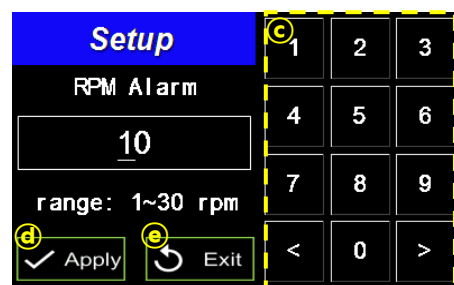 Setup
RPM Alarm
10
range: 1~30 rpm
ⓓ Apply
ⓔ Exit
ⓒ
1 2 3
4 5 6
7 8 9
< 0 >